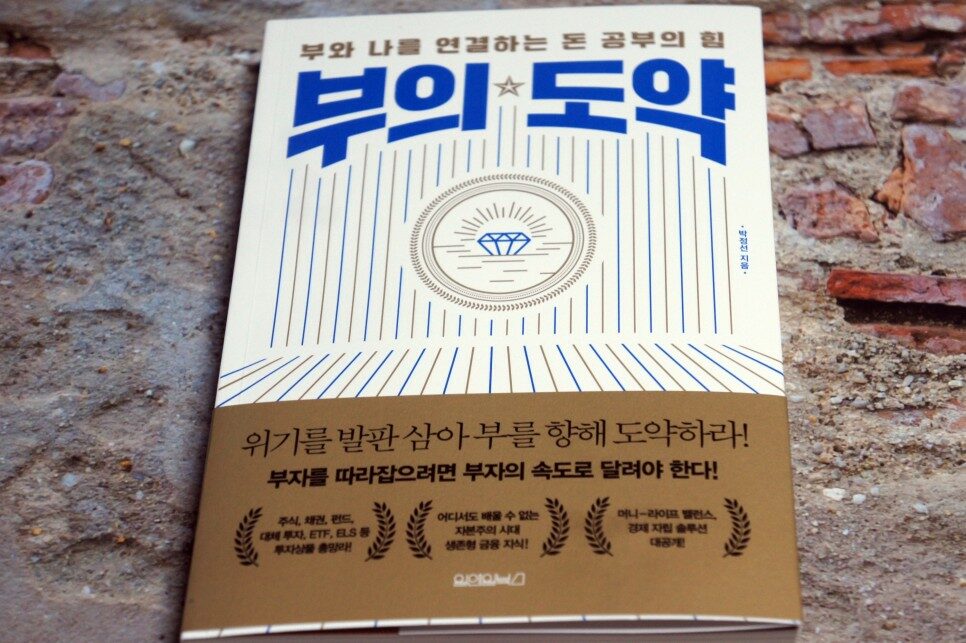 부와 나를 연결하는 돈 공부의 힘
부의 도약
• 박정선 지음 •
위기를 발판 삼아 부를 향해 도약하라!
부자를 따라잡으려면 부자의 속도로 달려야 한다!
주식, 채권, 펀드,
대체 투자, ETF, ELS 등
투자상품 총망라!
어디서도 배울 수 없는
자본주의 시대
생존형 금융 지식!
머니-라이프 밸런스,
경제 자립 솔루션
대공개!